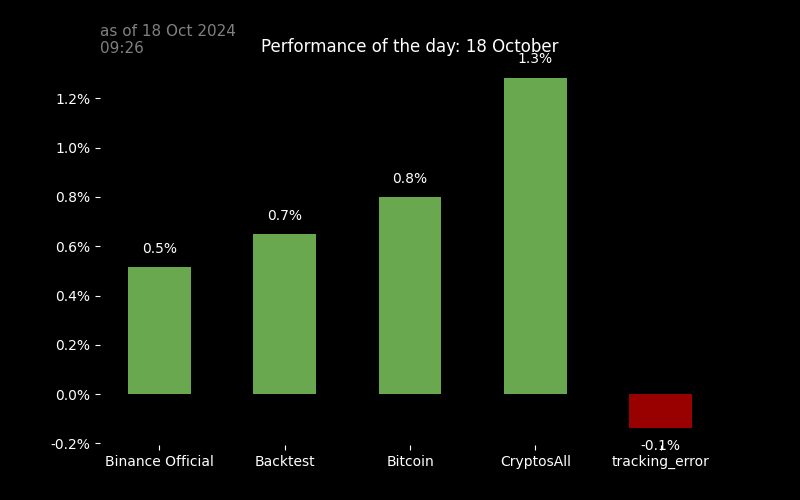 as of 18 Oct 2024
09:26
Performance of the day: 18 October
1.3%
1.2%
1.0%
0.8%
0.8%
0.7%
0.6%
0.5%
0.4%
0.2%
0.0%
-0.2%
-0.1%
Binance Official
Backtest
Bitcoin
CryptosAll
tracking_error